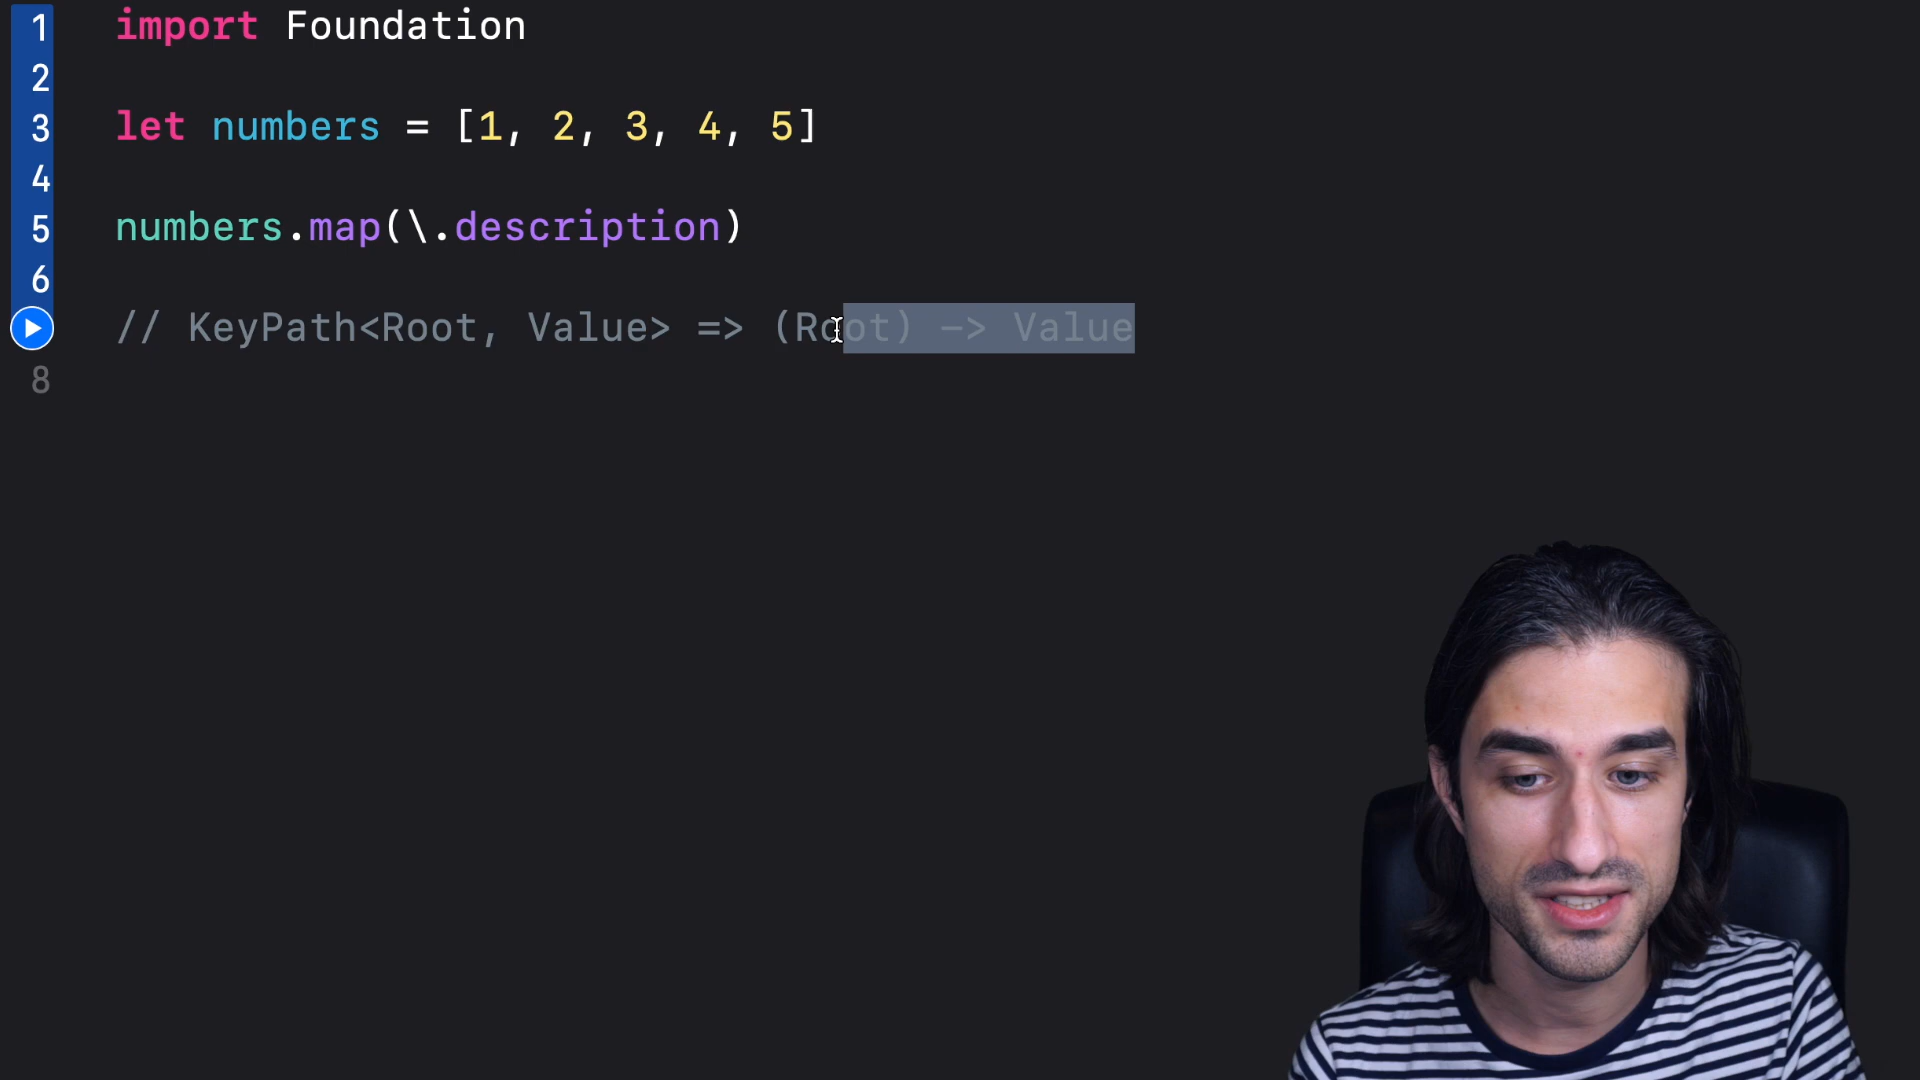 1 import Foundation
2
3 let numbers = [1, 2, 3, 4, 5]
4
5 numbers.map(\.description)
6
// KeyPath<Root, Value> => (Root) -> Value
8